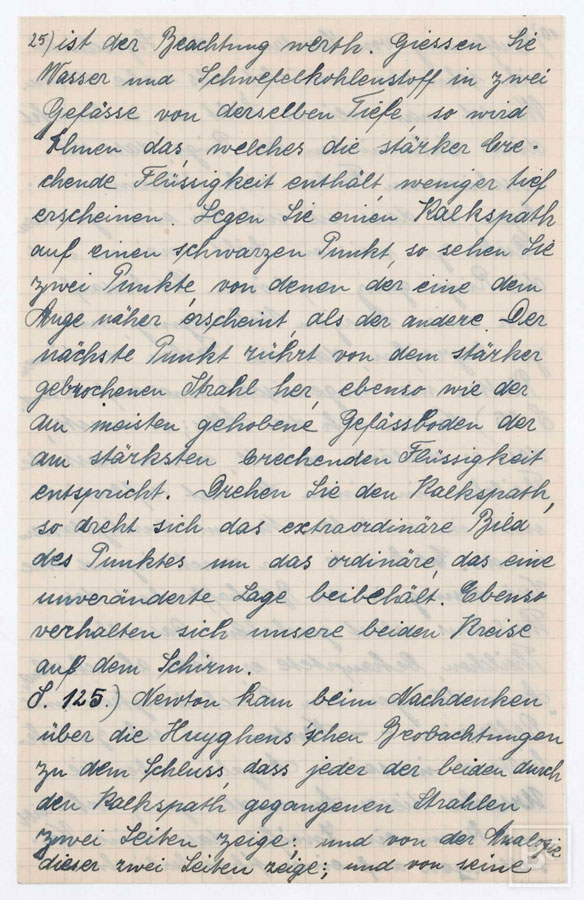 25) ist der Beachtung werth. Giessen Sie
Wasser und Schwefelkohlenstoff in zwei
Gefässe von derselben Tiefe, so wird
Ihnen das, welches die stärker bre-
chende Flüssigkeit enthält, weniger tief
erscheinen. Legen Sie einen Kalkspath
auf einen schwarzen Punkt, so sehen Sie
zwei Punkte von denen der eine dem
Auge näher erscheint, als der andere. Der
nächste Punkt rührt von dem stärker
gebrochenen Strahl her, ebenso wie der
am meisten gehobene Gefässboden der
am stärksten brechenden Flüssigkeit
entspricht. Drehen Sie den Kalkspath,
so dreht sich das extraordinäre Bild
des Punktes um das ordinäre, das eine
unveränderte Lage beibehält. Ebenso
verhalten sich unsere beiden Kreise
auf dem Schirm.
S. 125.) Newton kam beim Nachdenken
über die Huyghens'schen Beobachtungen
zu dem Schluss, dass jeder der beiden durch
den Kalkspath gegangenen Strahlen
zwei Seiten zeige; und von der Analogie
dieser zwei Seiten zeige; und von seine